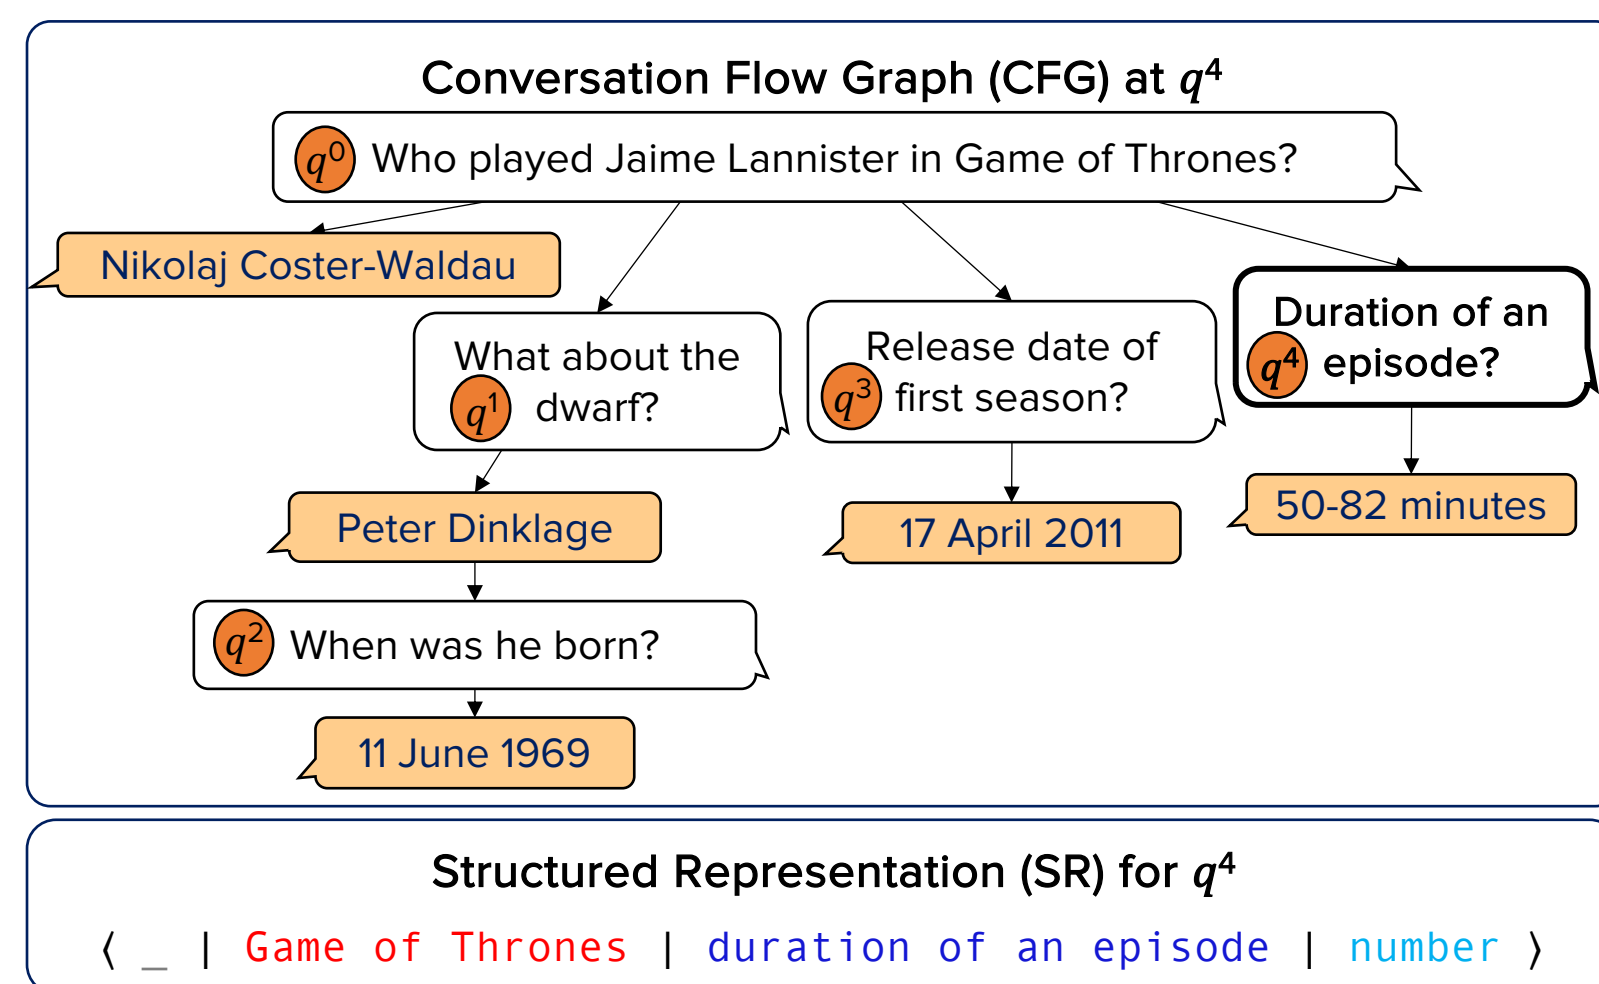 Conversation Flow Graph (CFG) at q⁴
q⁰ Who played Jaime Lannister in Game of Thrones?
Nikolaj Coster-Waldau
What about the
q¹ dwarf?
Release date of
q³ first season?
Duration of an
q⁴ episode?
Peter Dinklage
17 April 2011
50-82 minutes
q² When was he born?
11 June 1969
Structured Representation (SR) for q⁴
⟨ _ | Game of Thrones | duration of an episode | number ⟩